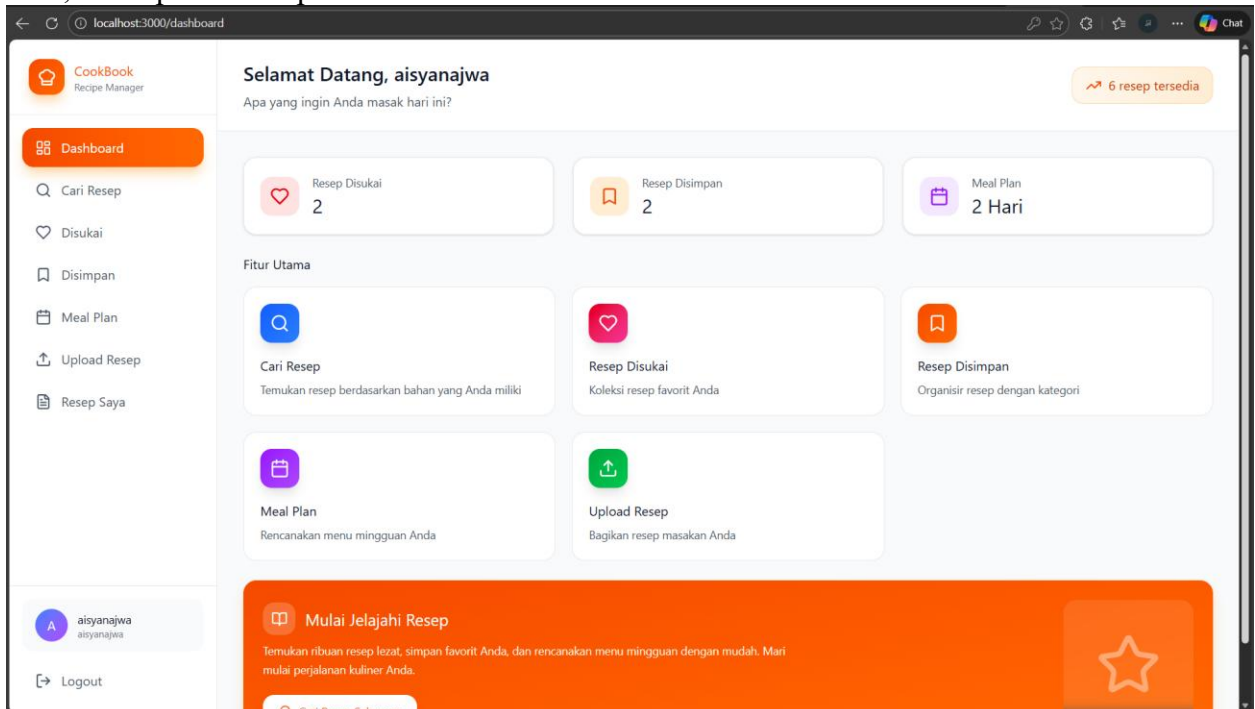 localhost:3000/dashboard
Chat
CookBook
Recipe Manager
Selamat Datang, aisyanajwa
Apa yang ingin Anda masak hari ini?
6 resep tersedia
Dashboard
Cari Resep
Disukai
Disimpan
Meal Plan
Upload Resep
Resep Saya
Resep Disukai
2
Resep Disimpan
2
Meal Plan
2 Hari
Fitur Utama
Cari Resep
Temukan resep berdasarkan bahan yang Anda miliki
Resep Disukai
Koleksi resep favorit Anda
Resep Disimpan
Organisir resep dengan kategori
Meal Plan
Rencanakan menu mingguan Anda
Upload Resep
Bagikan resep masakan Anda
Mulai Jelajahi Resep
Temukan ribuan resep lezat, simpan favorit Anda, dan rencanakan menu mingguan dengan mudah. Mari
mulai perjalanan kuliner Anda.
A
aisyanajwa
aisyanajwa
Logout